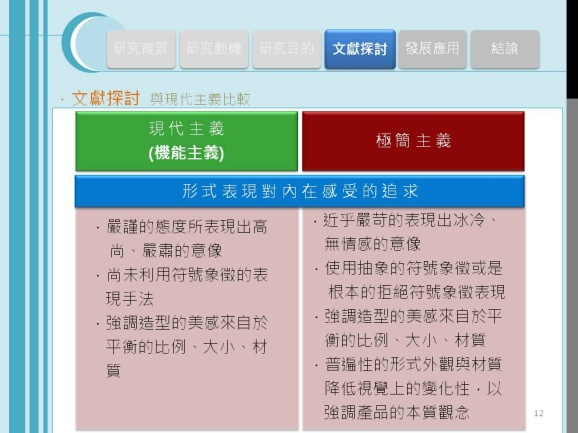 研究背景 研究動機 研究目的 文獻探討 發展應用 結論
．文獻探討 與現代主義比較
現代主義
(機能主義)
極簡主義
形式表現對內在感受的追求
．嚴謹的態度所表現出高
尚、嚴肅的意像
．尚未利用符號象徵的表
現手法
．強調造型的美感來自於
平衡的比例、大小、材
質
．近乎嚴苛的表現出冰冷、
無情感的意像
．使用抽象的符號象徵或是
根本的拒絕符號象徵表現
．強調造型的美感來自於平
衡的比例、大小、材質
．普遍性的形式外觀與材質
降低視覺上的變化性．以
強調產品的本質觀念
12